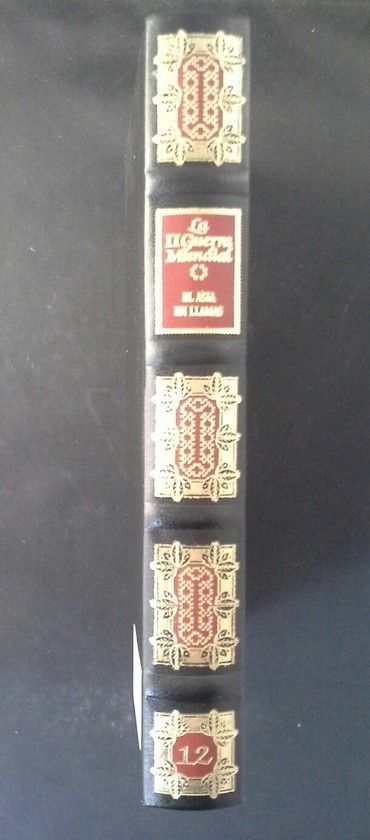 La
II Guerra
Mundial
EL ASIA
EN LLAMAS
12